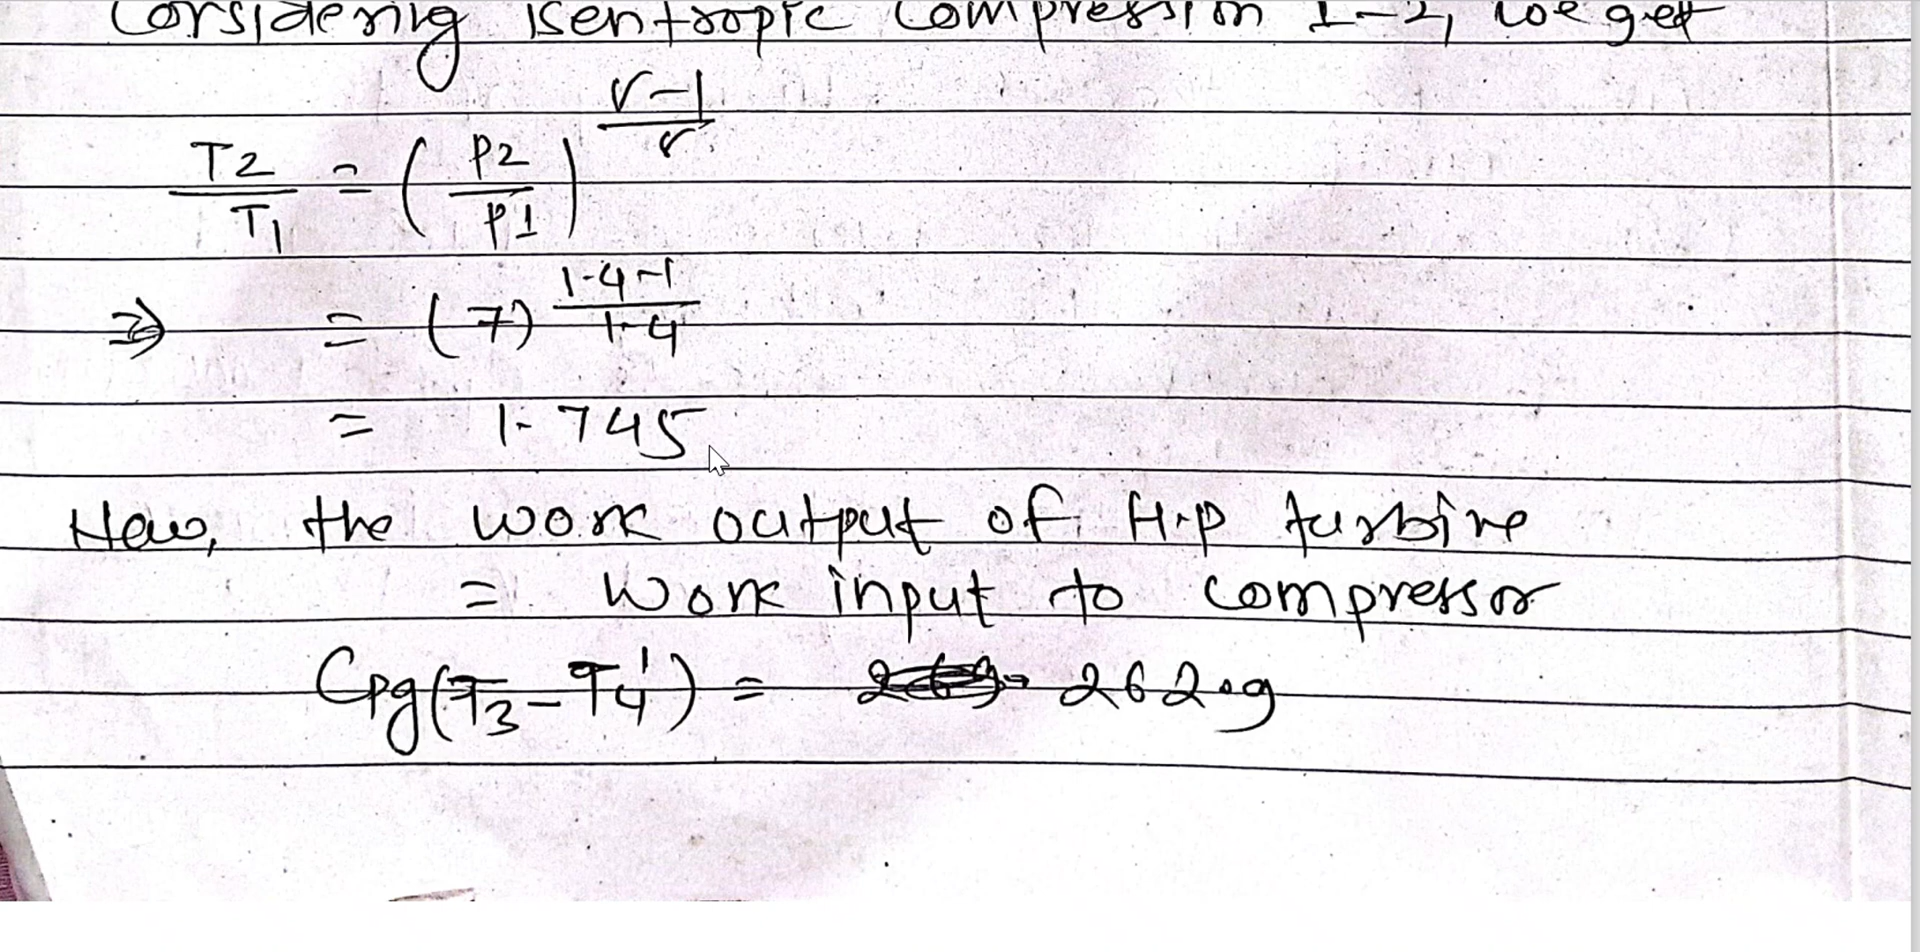 Considering isentropic compression 1-2, we get
T2/T1 = (P2/P1)^(γ-1)/γ
⇒ = (7)^(1.4-1)/1.4
= 1.745
Now, the work output of H.P turbine
= Work input to compressor
Cpg(T3-T4') = 262.9